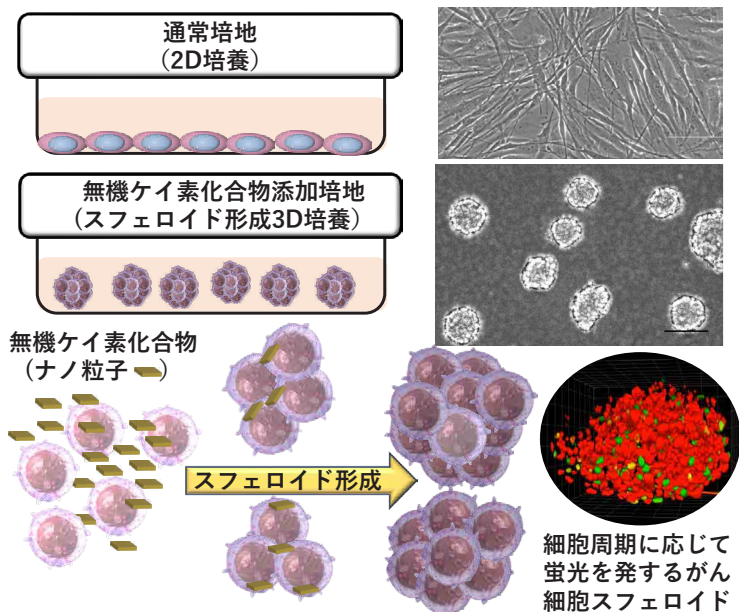 通常培地
（2D培養）
無機ケイ素化合物添加培地
（スフェロイド形成3D培養）
無機ケイ素化合物
（ナノ粒子 ）
スフェロイド形成
細胞周期に応じて
蛍光を発するがん
細胞スフェロイド